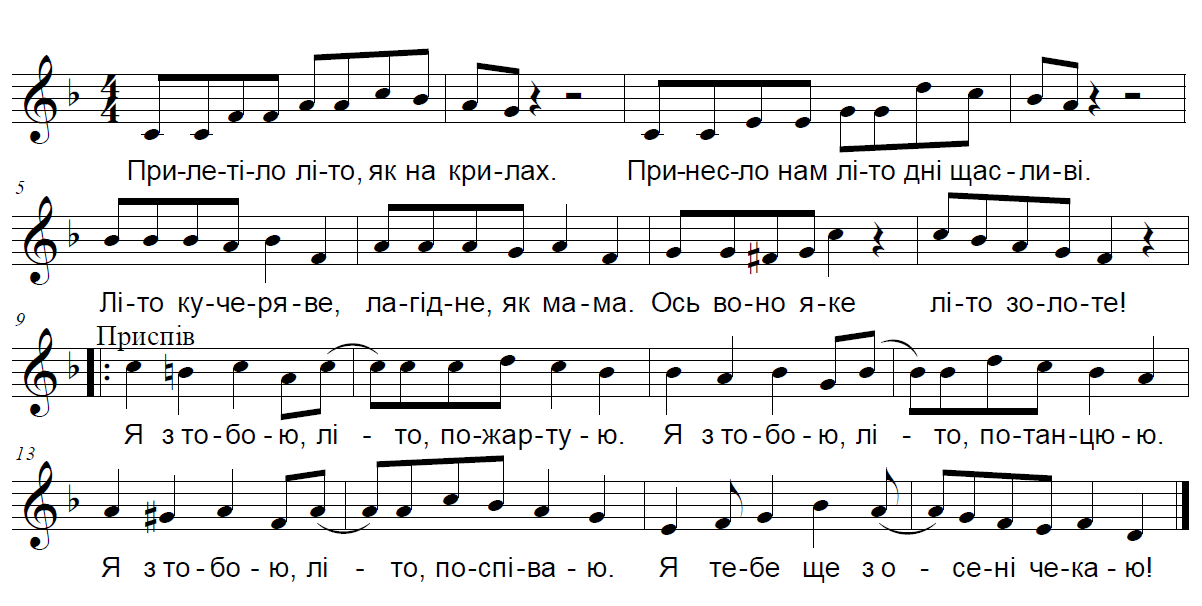 При-ле-ті-ло лі-то, як на кри-лах. При-нес-ло нам лі-то дні щас-ли-ві.
5
Лі-то ку-че-ря-ве, ла-гід-не, як ма-ма. Ось во-но я-ке лі-то зо-ло-те!
9
Приспів
Я з то-бо-ю, лі - то, по-жар-ту-ю. Я з то-бо-ю, лі - то, по-тан-цю-ю.
13
Я з то-бо-ю, лі - то, по-спі-ва-ю. Я те-бе ще з о - се-ні че-ка-ю!